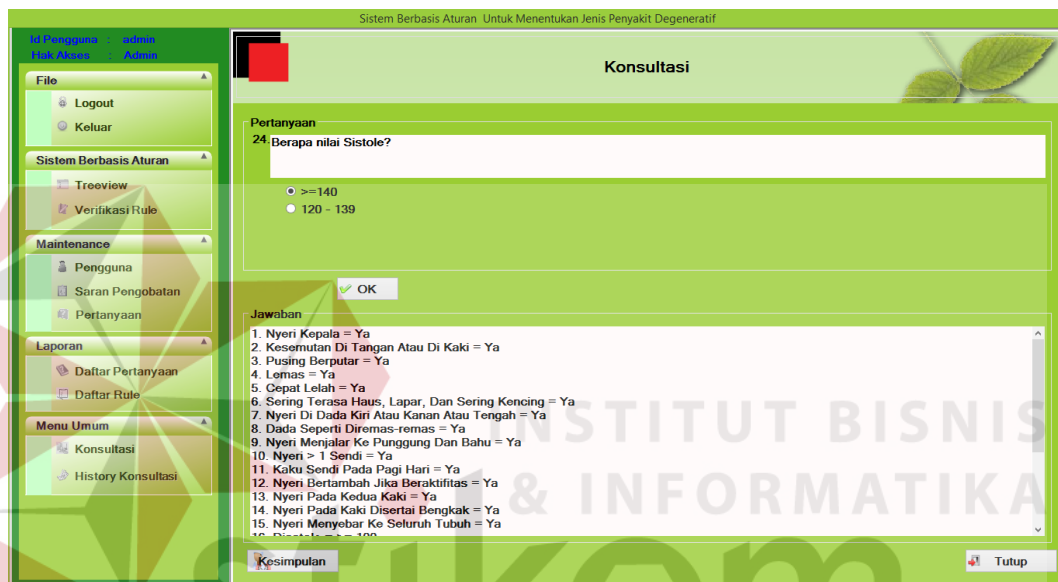 Sistem Berbasis Aturan Untuk Menentukan Jenis Penyakit Degeneratif
Id Pengguna : admin
Hak Akses : Admin
File
Logout
Keluar
Sistem Berbasis Aturan
Treeview
Verifikasi Rule
Maintenance
Pengguna
Saran Pengobatan
Pertanyaan
Laporan
Daftar Pertanyaan
Daftar Rule
Menu Umum
Konsultasi
History Konsultasi
Konsultasi
Pertanyaan
24. Berapa nilai Sistole?
>=140
120 - 139
OK
Jawaban
1. Nyeri Kepala = Ya
2. Kesemutan Di Tangan Atau Di Kaki = Ya
3. Pusing Berputar = Ya
4. Lemas = Ya
5. Cepat Lelah = Ya
6. Sering Terasa Haus, Lapar, Dan Sering Kencing = Ya
7. Nyeri Di Dada Kiri Atau Kanan Atau Tengah = Ya
8. Dada Seperti Diremas-remas = Ya
9. Nyeri Menjalar Ke Punggung Dan Bahu = Ya
10. Nyeri > 1 Sendi = Ya
11. Kaku Sendi Pada Pagi Hari = Ya
12. Nyeri Bertambah Jika Beraktifitas = Ya
13. Nyeri Pada Kedua Kaki = Ya
14. Nyeri Pada Kaki Disertai Bengkak = Ya
15. Nyeri Menyebar Ke Seluruh Tubuh = Ya
Kesimpulan
Tutup
INSTITUT BISNIS
& INFORMATIKA
stikom